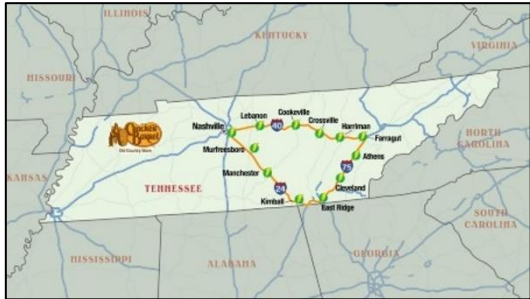 ILLINOIS
KENTUCKY
VIRGINIA
MISSOURI
Cracker Barrel
Old Country Store
Nashville
Lebanon
Cookeville
40
Crossville
Harriman
Farragut
NORTH
CAROLINA
Murfreesboro
Athens
75
KANSAS
TENNESSEE
Manchester
24
Cleveland
Kimball
East Ridge
SOUTH
CAROLINA
MISSISSIPPI
ALABAMA
GEORGIA